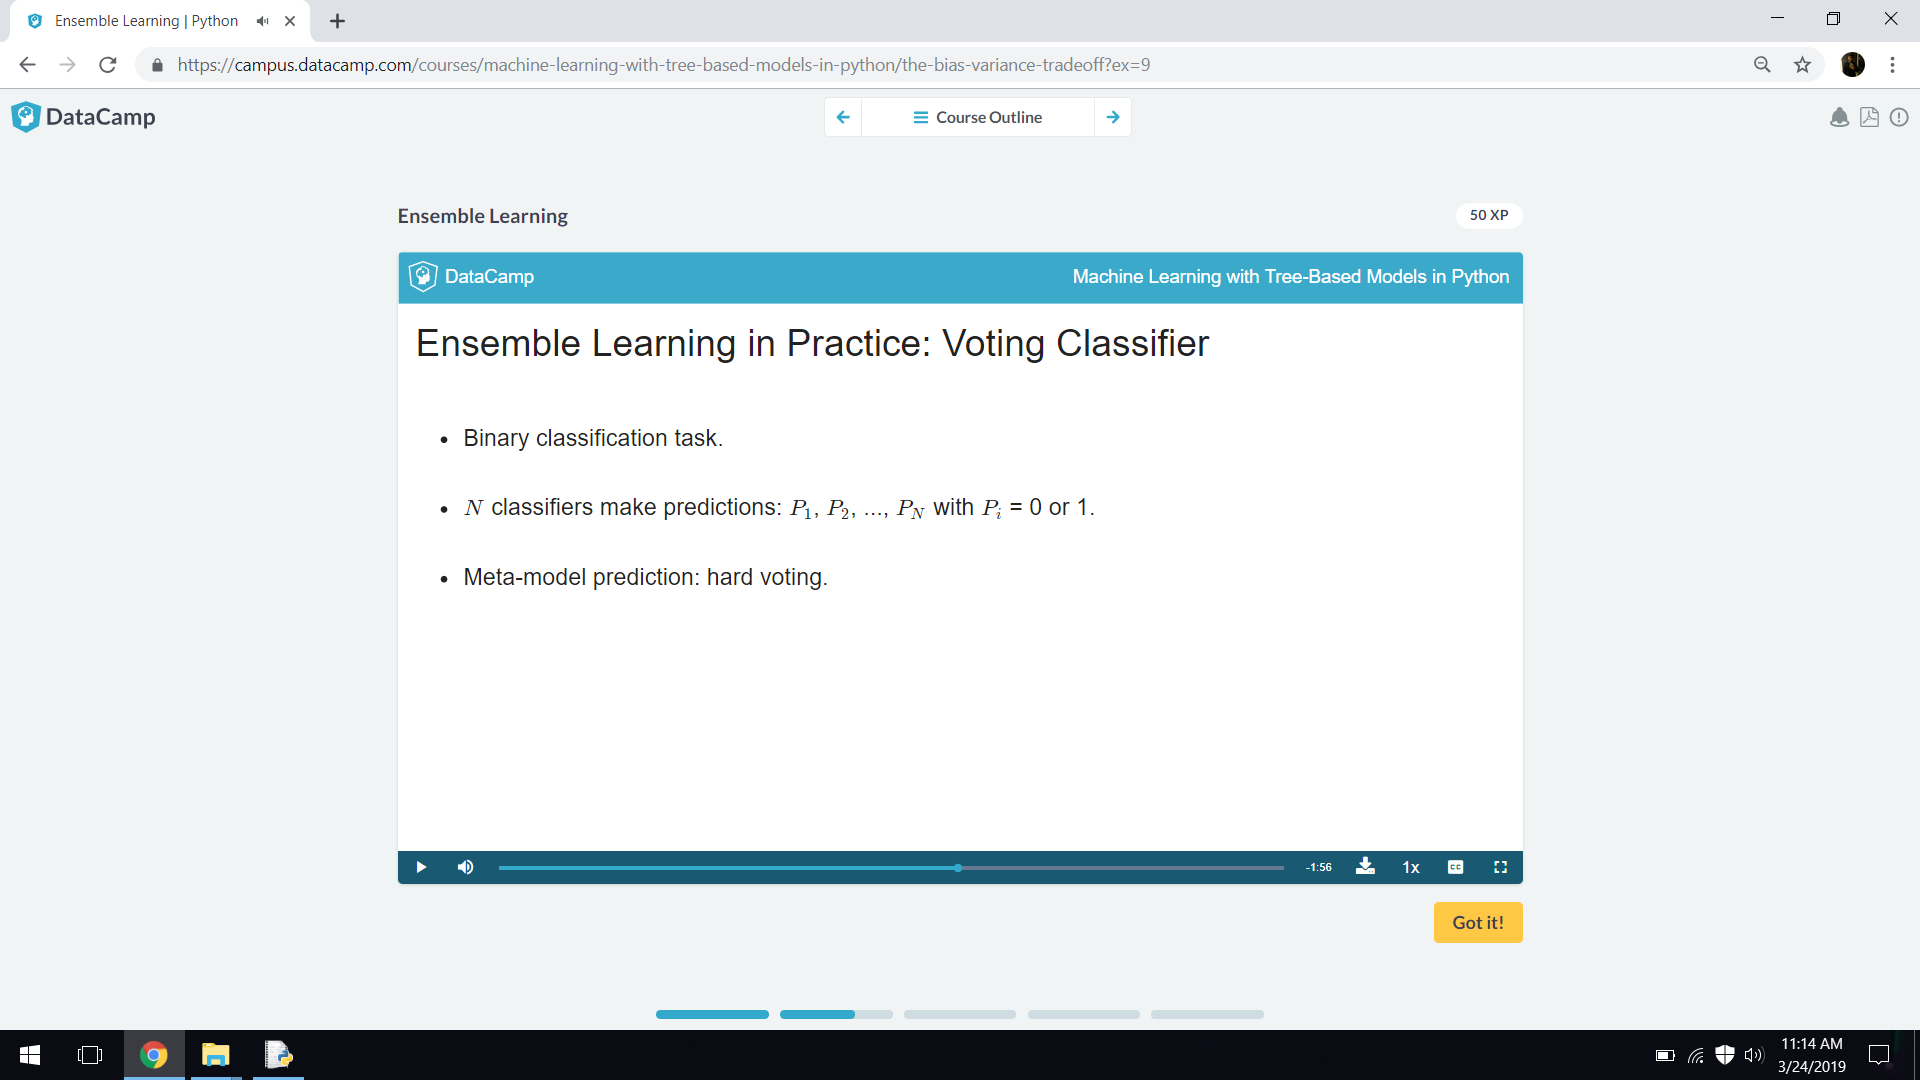 Ensemble Learning | Python
https://campus.datacamp.com/courses/machine-learning-with-tree-based-models-in-python/the-bias-variance-tradeoff?ex=9
DataCamp
Course Outline
Ensemble Learning
50 XP
DataCamp
Machine Learning with Tree-Based Models in Python
Ensemble Learning in Practice: Voting Classifier
• Binary classification task.
• N classifiers make predictions: P₁, P₂, ..., P_N with P_i = 0 or 1.
• Meta-model prediction: hard voting.
-1:56
1x
CC
Got it!
11:14 AM
3/24/2019